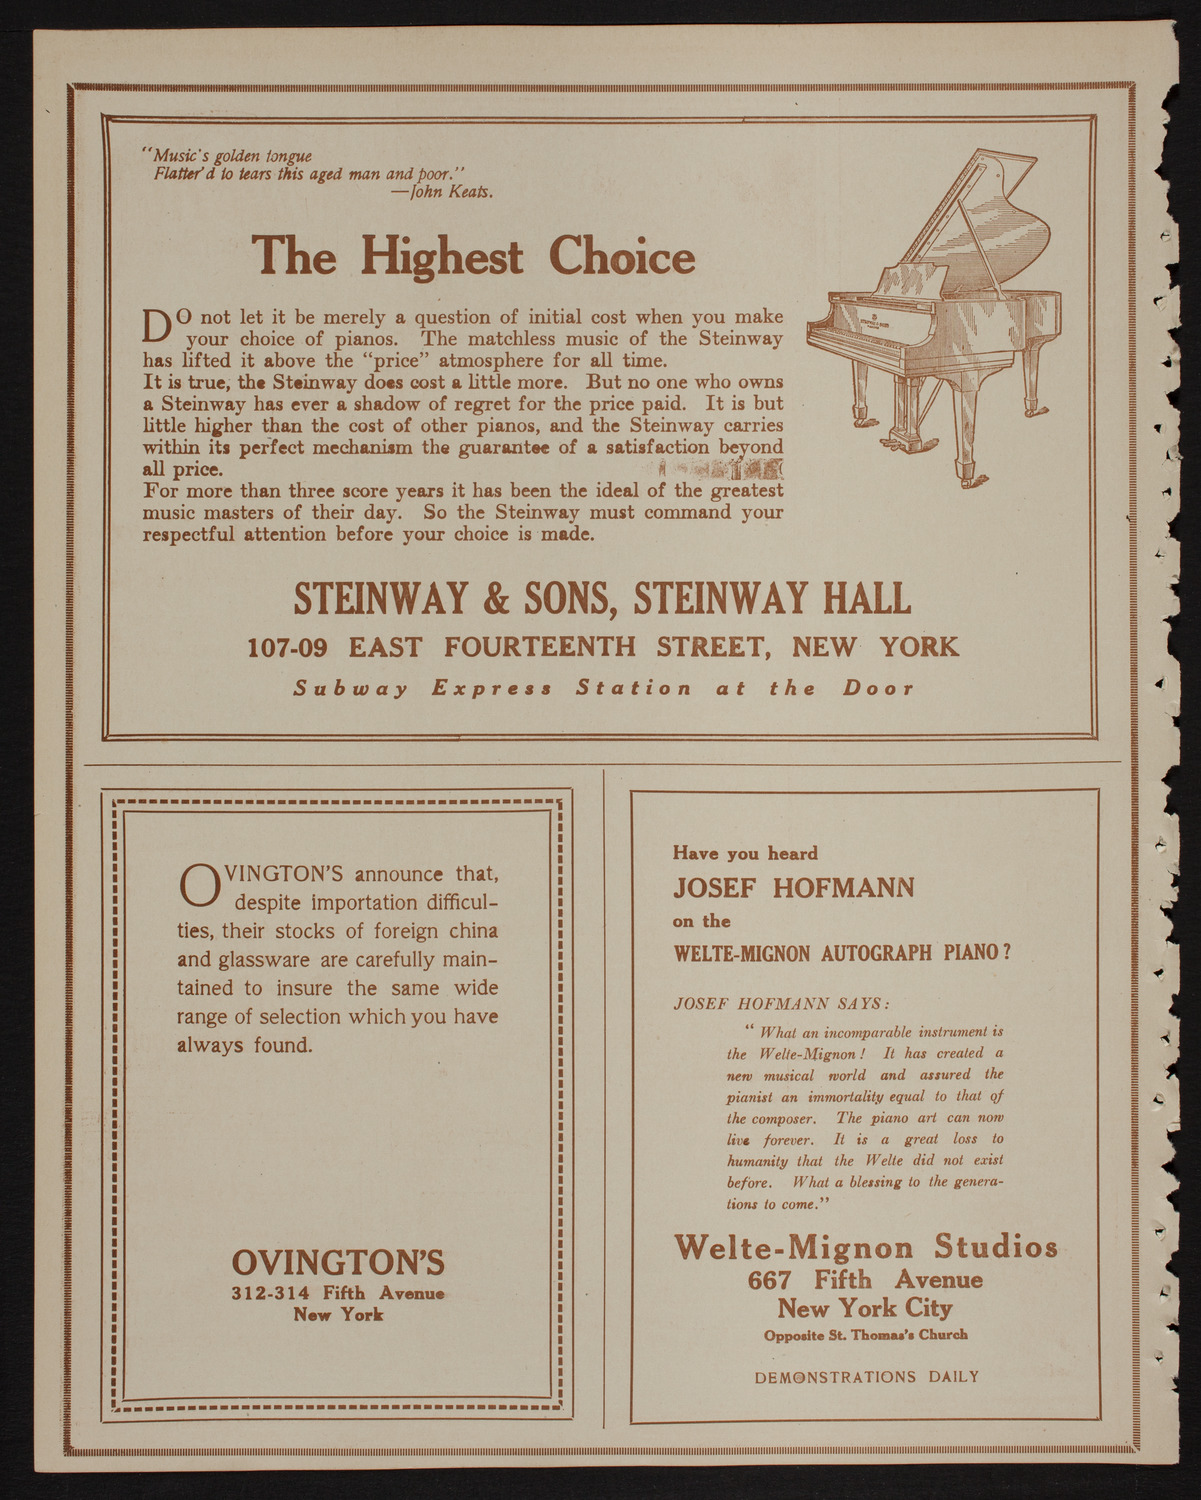 "Music's golden tongue
Flatter'd to tears this aged man and poor."
—John Keats.
The Highest Choice
DO not let it be merely a question of initial cost when you make
your choice of pianos. The matchless music of the Steinway
has lifted it above the "price" atmosphere for all time.
It is true, the Steinway does cost a little more. But no one who owns
a Steinway has ever a shadow of regret for the price paid. It is but
little higher than the cost of other pianos, and the Steinway carries
within its perfect mechanism the guarantee of a satisfaction beyond
all price.
For more than three score years it has been the ideal of the greatest
music masters of their day. So the Steinway must command your
respectful attention before your choice is made.
STEINWAY & SONS, STEINWAY HALL
107-09 EAST FOURTEENTH STREET, NEW YORK
Subway Express Station at the Door
OVINGTON'S announce that,
despite importation difficul-
ties, their stocks of foreign china
and glassware are carefully main-
tained to insure the same wide
range of selection which you have
always found.
OVINGTON'S
312-314 Fifth Avenue
New York
Have you heard
JOSEF HOFMANN
on the
WELTE-MIGNON AUTOGRAPH PIANO?
JOSEF HOFMANN SAYS:
"What an incomparable instrument is
the Welte-Mignon! It has created a
new musical world and assured the
pianist an immortality equal to that of
the composer. The piano art can now
live forever. It is a great loss to
humanity that the Welte did not exist
before. What a blessing to the genera-
tions to come."
Welte-Mignon Studios
667 Fifth Avenue
New York City
Opposite St. Thomas's Church
DEMONSTRATIONS DAILY